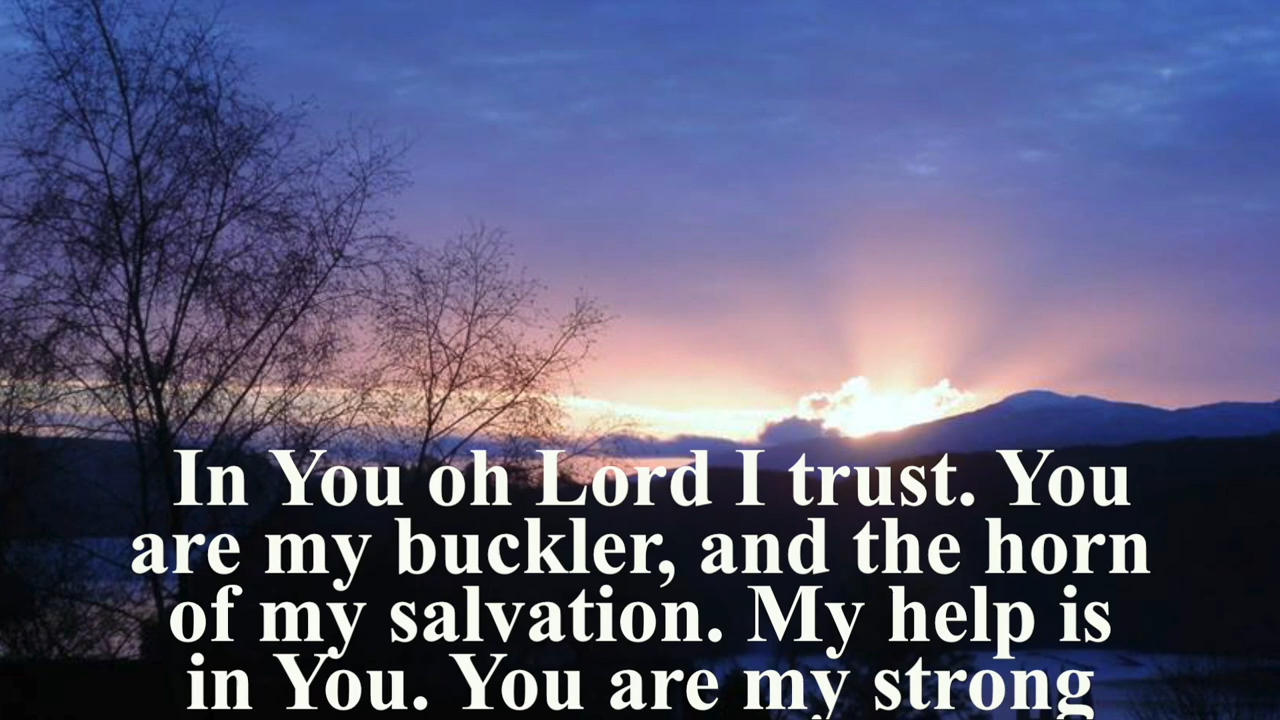 In You oh Lord I trust. You
are my buckler, and the horn
of my salvation. My help is
in You. You are my strong